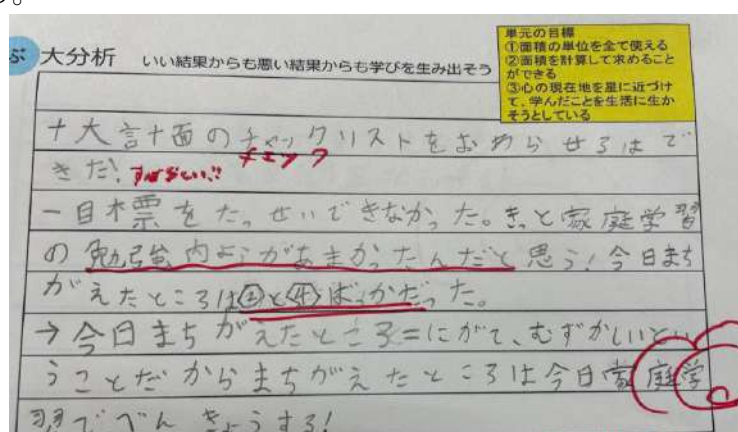 ぶ 大分析 いい結果からも悪い結果からも学びを生み出そう
単元の目標
①面積の単位を全て使える
②面積を計算して求めること
ができる
③心の現在地を星に近づけ
て、学んだことを生活に生か
そうとしている
＋大計画のチャックリストをおわらせるはで
チェック
きた! すばらしい!!
－目標をたっせいできなかった。きっと家庭学習
の勉強内ようがあまかったんだと思う! 今日まち
がえたところは②と④ばっかだった。
→今日まちがえたところ=にがて、むずかしいとい
うことだからまちがえたところは今日家庭学
習でべんきょうする!